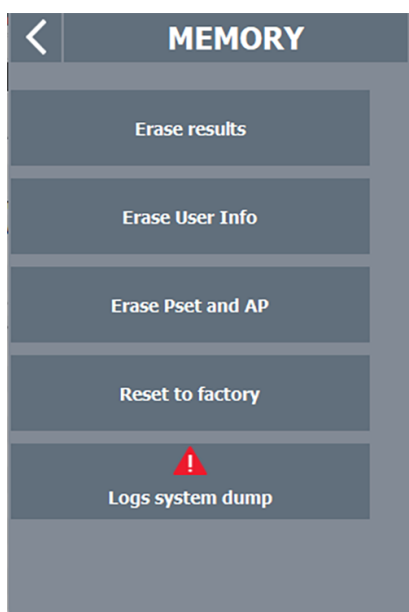 MEMORY
Erase results
Erase User Info
Erase Pset and AP
Reset to factory
Logs system dump